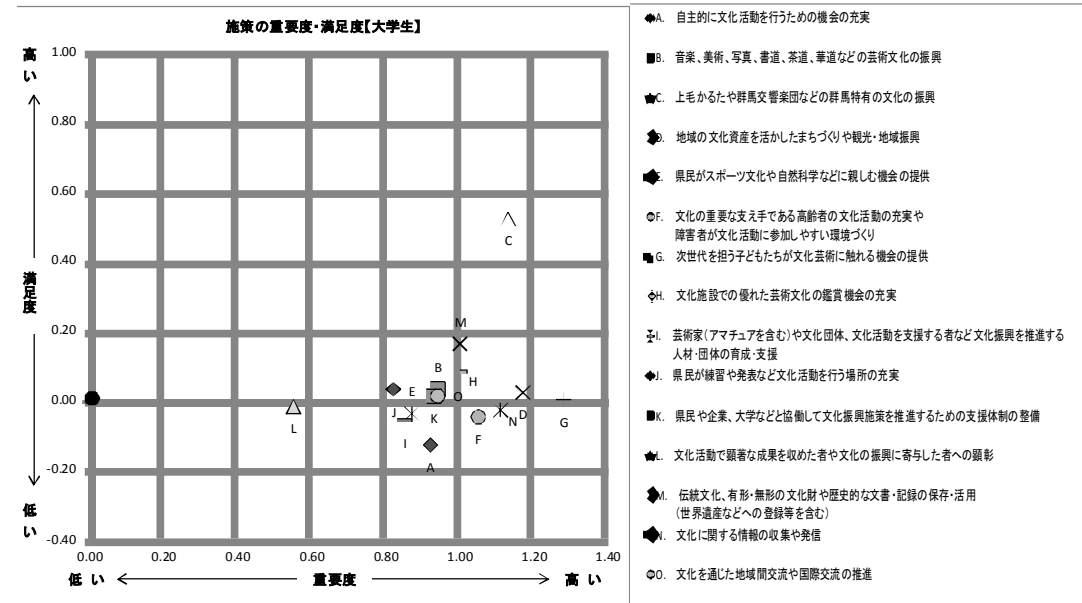 施策の重要度・満足度【大学生】
高い
満足度
低い
1.00
0.80
0.60
0.40
0.20
0.00
-0.20
-0.40
C
M
H
B
E
O
K
J
L
I
A
F
N
D
G
0.00 0.20 0.40 0.60 0.80 1.00 1.20 1.40
低 い 重要度 高 い
A. 自主的に文化活動を行うための機会の充実
B. 音楽、美術、写真、書道、茶道、華道などの芸術文化の振興
C. 上毛かるたや群馬交響楽団などの群馬特有の文化の振興
D. 地域の文化資産を活かしたまちづくりや観光・地域振興
E. 県民がスポーツ文化や自然科学などに親しむ機会の提供
F. 文化の重要な支え手である高齢者の文化活動の充実や
障害者が文化活動に参加しやすい環境づくり
G. 次世代を担う子どもたちが文化芸術に触れる機会の提供
H. 文化施設での優れた芸術文化の鑑賞機会の充実
I. 芸術家(アマチュアを含む)や文化団体、文化活動を支援する者など文化振興を推進する
人材・団体の育成・支援
J. 県民が練習や発表など文化活動を行う場所の充実
K. 県民や企業、大学などと協働して文化振興施策を推進するための支援体制の整備
L. 文化活動で顕著な成果を収めた者や文化の振興に寄与した者への顕彰
M. 伝統文化、有形・無形の文化財や歴史的な文書・記録の保存・活用
(世界遺産などへの登録等を含む)
N. 文化に関する情報の収集や発信
O. 文化を通じた地域間交流や国際交流の推進